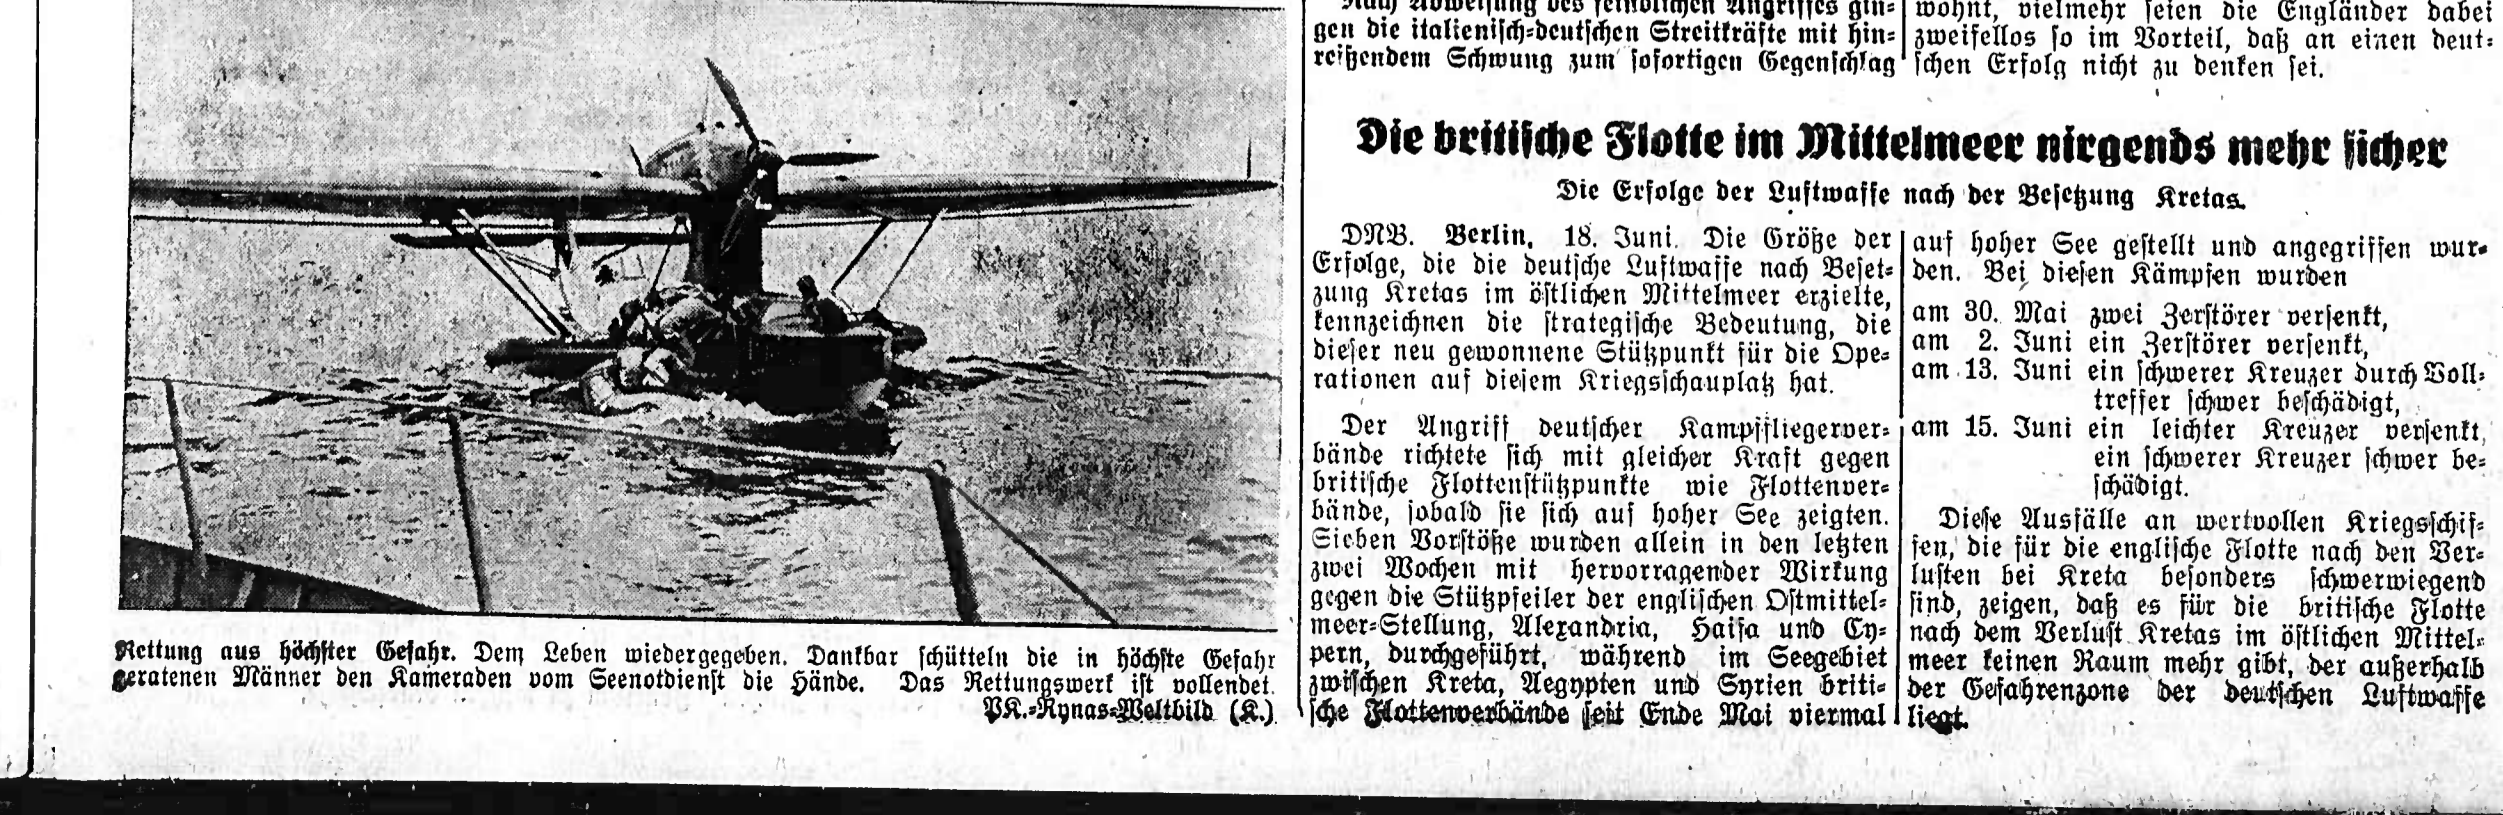 Nach Abweisung des feindlichen Angriffes gin-
gen die italienisch-deutschen Streitkräfte mit hin-
reißendem Schwung zum sofortigen Gegenschlag
wohnt, vielmehr seien die Engländer dabei
zweifellos so im Vorteil, daß an einen deut-
schen Erfolg nicht zu denken sei.
Die britische Flotte im Mittelmeer nirgends mehr sicher
Die Erfolge der Luftwaffe nach der Besetzung Kretas.
DNB. Berlin, 18. Juni. Die Größe der
Erfolge, die die deutsche Luftwaffe nach Beset-
zung Kretas im östlichen Mittelmeer erzielte,
kennzeichnen die strategische Bedeutung, die
dieser neu gewonnene Stützpunkt für die Ope-
rationen auf diesem Kriegsschauplatz hat.
Der Angriff deutscher Kampffliegerver-
bände richtete sich mit gleicher Kraft gegen
britische Flottenstützpunkte wie Flottenver-
bände, sobald sie sich auf hoher See zeigten.
Sieben Vorstöße wurden allein in den letzten
zwei Wochen mit hervorragender Wirkung
gegen die Stützpfeiler der englischen Ostmittel-
meer-Stellung, Alexandria, Haifa und Cy-
pern, durchgeführt, während im Seegebiet
zwischen Kreta, Aegypten und Syrien briti-
sche Flottenverbände seit Ende Mai viermal
auf hoher See gestellt und angegriffen wur-
den. Bei diesen Kämpfen wurden
am 30. Mai zwei Zerstörer versenkt,
am 2. Juni ein Zerstörer versenkt,
am 13. Juni ein schwerer Kreuzer durch Voll-
treffer schwer beschädigt,
am 15. Juni ein leichter Kreuzer versenkt,
ein schwerer Kreuzer schwer be-
schädigt.
Diese Ausfälle an wertvollen Kriegsschif-
fen, die für die englische Flotte nach den Ver-
lusten bei Kreta besonders schwerwiegend
sind, zeigen, daß es für die britische Flotte
nach dem Verlust Kretas im östlichen Mittel-
meer keinen Raum mehr gibt, der außerhalb
der Gefahrenzone der deutschen Luftwaffe
liegt.
Rettung aus höchster Gefahr. Dem Leben wiedergegeben. Dankbar schütteln die in höchste Gefahr
geratenen Männer den Kameraden vom Seenotdienst die Hände. Das Rettungswerk ist vollendet.
PK.-Rynas-Weltbild (K.)